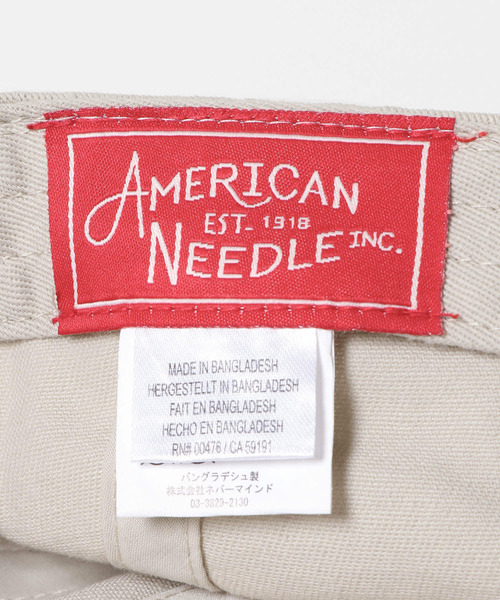 AMERICAN
EST. 1918
NEEDLE INC.
MADE IN BANGLADESH
HERGESTELLT IN BANGLADESH
FAIT EN BANGLADESH
HECHO EN BANGLADESH
RN# 00476 / CA 59191
バングラデシュ製
株式会社ネバーマインド
03-3829-2130